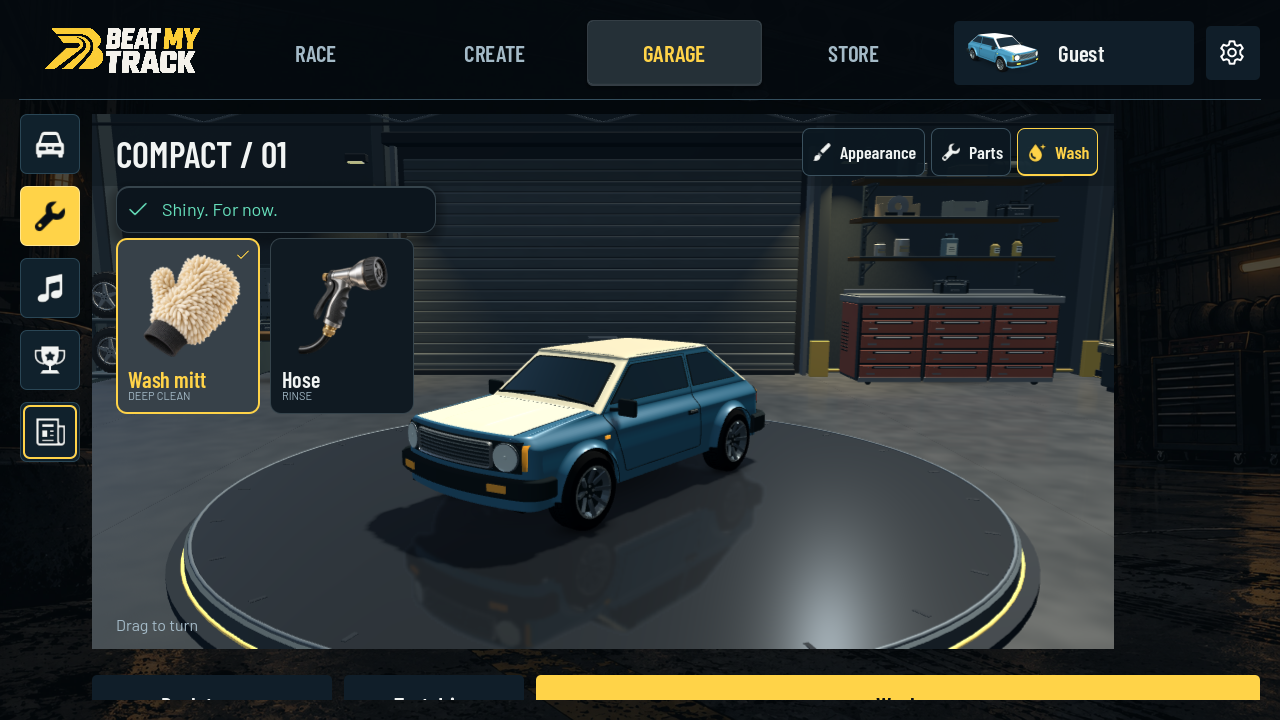 BEAT MY
TRACK
RACE
CREATE
GARAGE
STORE
Guest
COMPACT / 01
Appearance
Parts
Wash
Shiny. For now.
Wash mitt
DEEP CLEAN
Hose
RINSE
Drag to turn